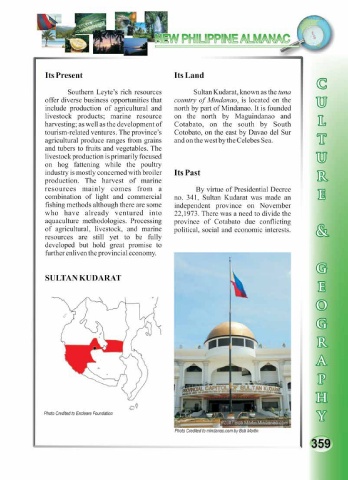 NEW PHILIPPINE ALMANAC
Its Present
Southern Leyte's rich resources
offer diverse business opportunities that
include production of agricultural and
livestock products; marine resource
harvesting; as well as the development of
tourism-related ventures. The province's
agricultural produce ranges from grains
and tubers to fruits and vegetables. The
livestock production is primarily focused
on hog fattening while the poultry
industry is mostly concerned with broiler
production. The harvest of marine
resources mainly comes from a
combination of light and commercial
fishing methods although there are some
who have already ventured into
aquaculture methodologies. Processing
of agricultural, livestock, and marine
resources are still yet to be fully
developed but hold great promise to
further enliven the provincial economy.
SULTAN KUDARAT
Photo Credited to Enclears Foundation
Its Land
Sultan Kudarat, known as the tuna
country of Mindanao, is located on the
north by part of Mindanao. It is founded
on the north by Maguindanao and
Cotabato, on the south by South
Cotobato, on the east by Davao del Sur
and on the west by the Celebes Sea.
Its Past
By virtue of Presidential Decree
no. 341, Sultan Kudarat was made an
independent province on November
22,1973. There was a need to divide the
province of Cotabato due conflicting
political, social and economic interests.
PROVINCIAL CAPITOL OF SULTAN KUDARAT
Photo Credited to mindanao.com by Bob Martin
CULTURE
&
GEOGRAPHY
359